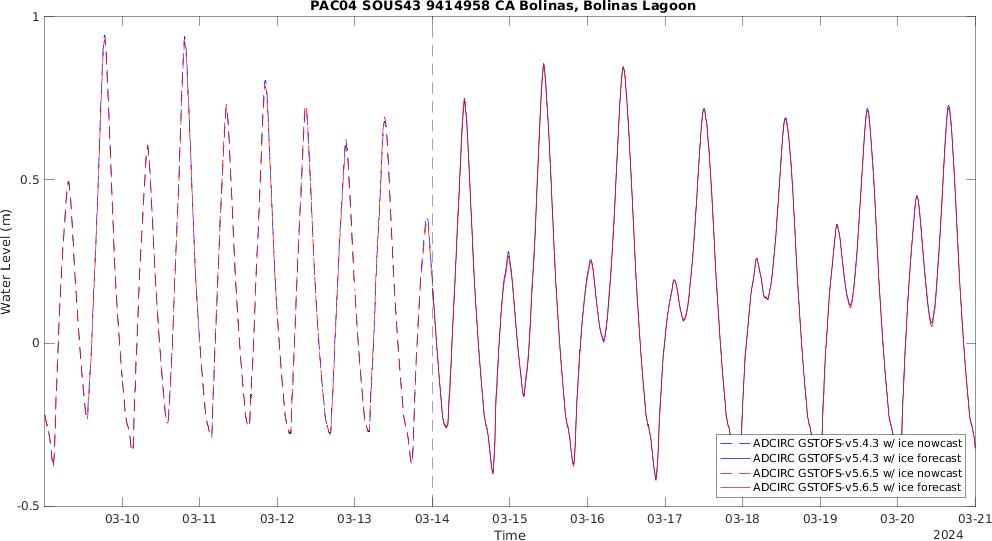 PAC04 SOUS43 9414958 CA Bolinas, Bolinas Lagoon
1
0.5
0
-0.5
Water Level (m)
03-10 03-11 03-12 03-13 03-14 03-15 03-16 03-17 03-18 03-19 03-20 03-21
Time
2024
ADCIRC GSTOFS-v5.4.3 w/ ice nowcast
ADCIRC GSTOFS-v5.4.3 w/ ice forecast
ADCIRC GSTOFS-v5.6.5 w/ ice nowcast
ADCIRC GSTOFS-v5.6.5 w/ ice forecast